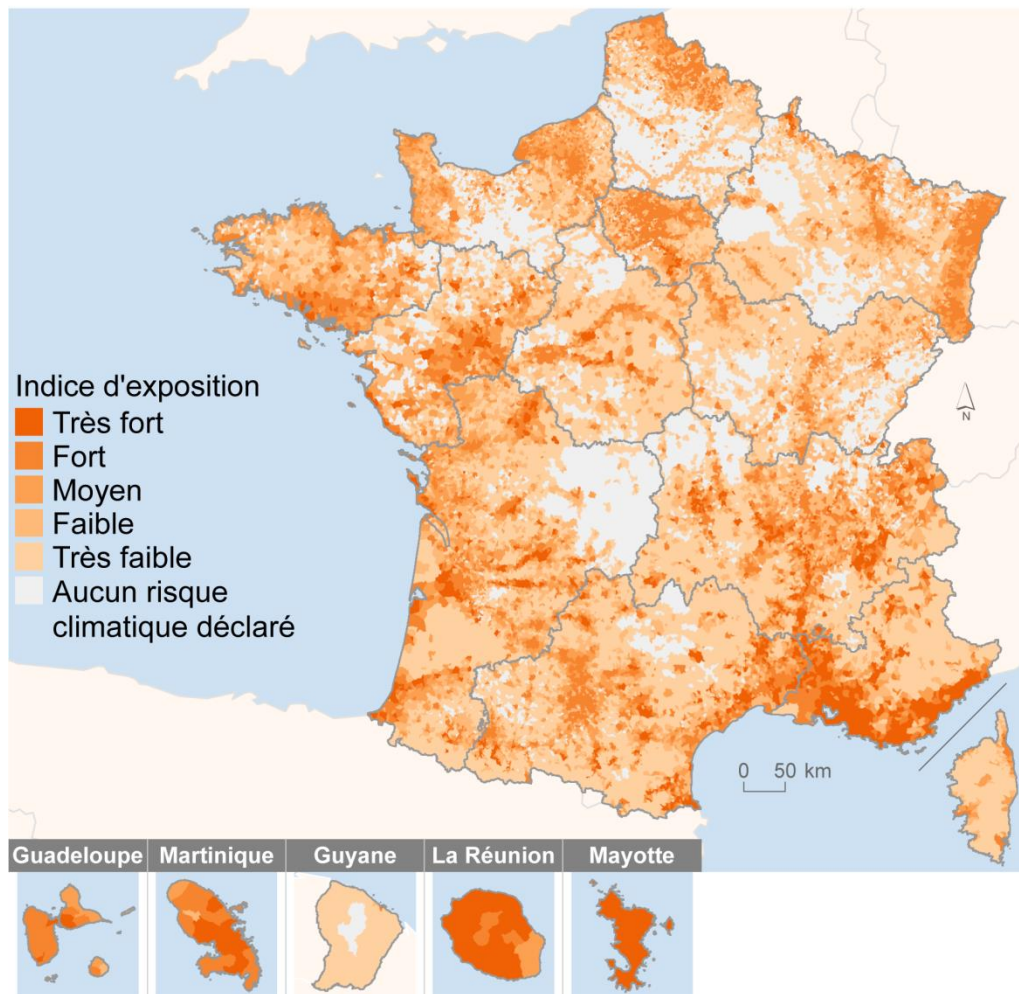 Indice d'exposition
Très fort
Fort
Moyen
Faible
Très faible
Aucun risque
climatique déclaré
N
0 50 km
Guadeloupe Martinique Guyane La Réunion Mayotte